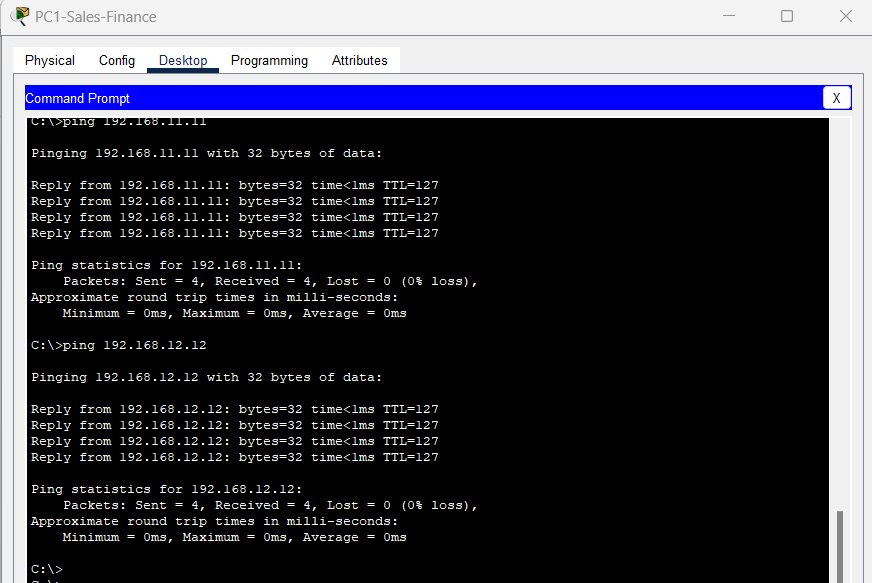 PC1-Sales-Finance
Physical Config Desktop Programming Attributes
Command Prompt
X
C:\>ping 192.168.11.11
Pinging 192.168.11.11 with 32 bytes of data:
Reply from 192.168.11.11: bytes=32 time<1ms TTL=127
Reply from 192.168.11.11: bytes=32 time<1ms TTL=127
Reply from 192.168.11.11: bytes=32 time<1ms TTL=127
Reply from 192.168.11.11: bytes=32 time<1ms TTL=127
Ping statistics for 192.168.11.11:
Packets: Sent = 4, Received = 4, Lost = 0 (0% loss),
Approximate round trip times in milli-seconds:
Minimum = 0ms, Maximum = 0ms, Average = 0ms
C:\>ping 192.168.12.12
Pinging 192.168.12.12 with 32 bytes of data:
Reply from 192.168.12.12: bytes=32 time<1ms TTL=127
Reply from 192.168.12.12: bytes=32 time<1ms TTL=127
Reply from 192.168.12.12: bytes=32 time<1ms TTL=127
Reply from 192.168.12.12: bytes=32 time<1ms TTL=127
Ping statistics for 192.168.12.12:
Packets: Sent = 4, Received = 4, Lost = 0 (0% loss),
Approximate round trip times in milli-seconds:
Minimum = 0ms, Maximum = 0ms, Average = 0ms
C:\>